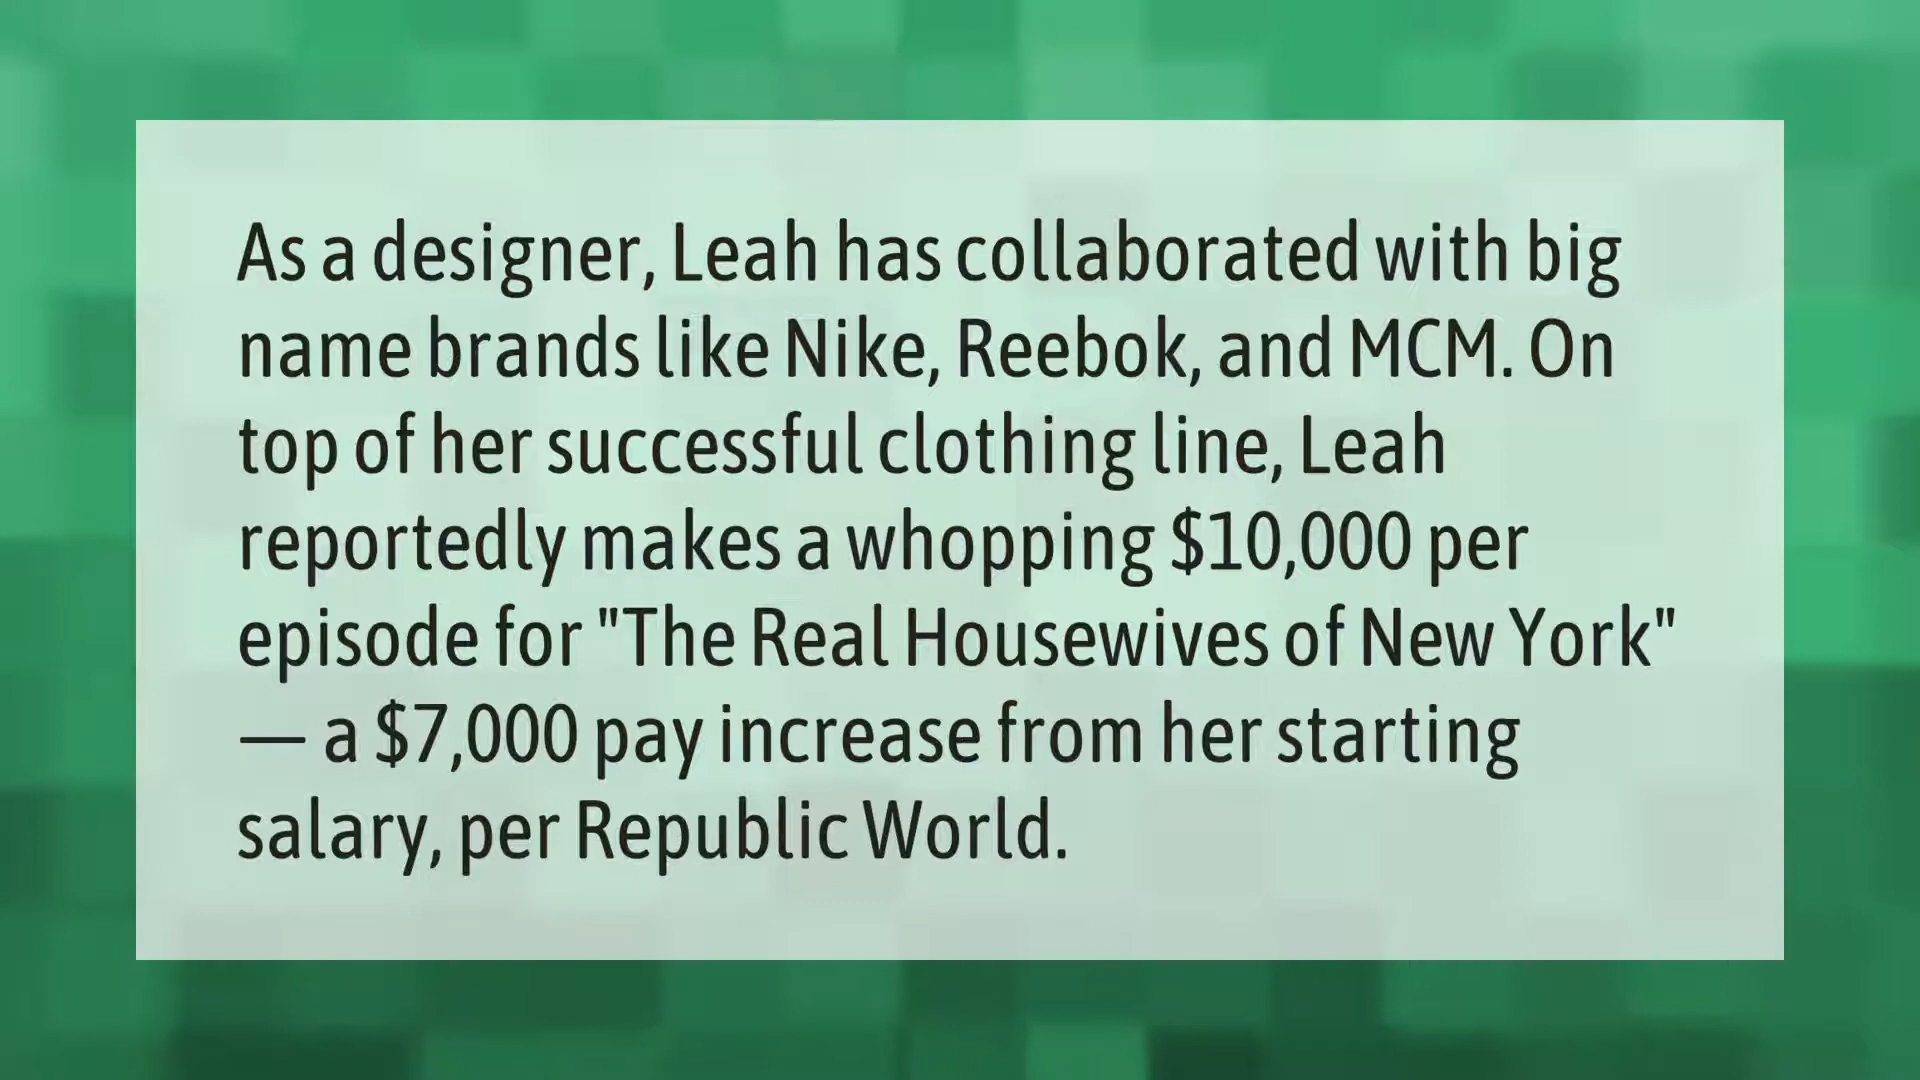 As a designer, Leah has collaborated with big
name brands like Nike, Reebok, and MCM. On
top of her successful clothing line, Leah
reportedly makes a whopping $10,000 per
episode for "The Real Housewives of New York"
— a $7,000 pay increase from her starting
salary, per Republic World.